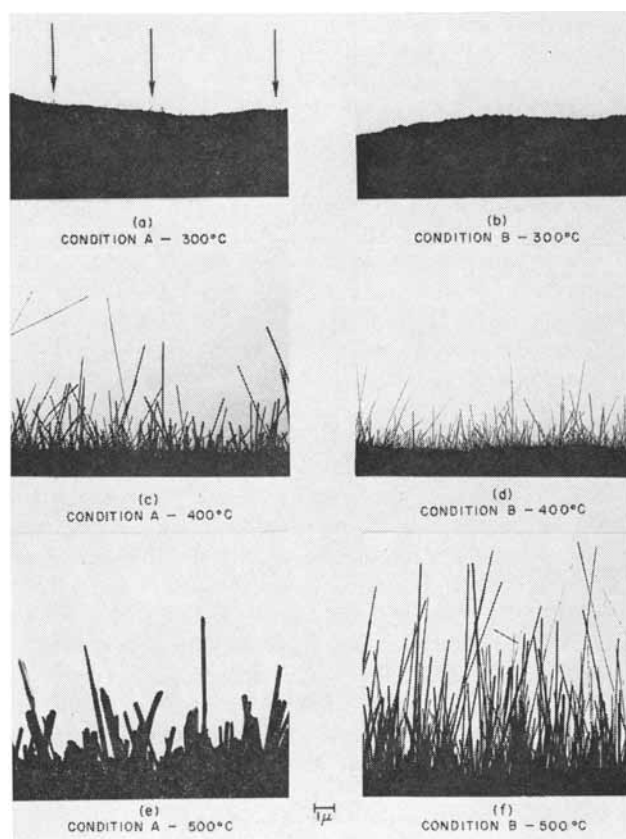 (a)
CONDITION A - 300°C
(b)
CONDITION B - 300°C
(c)
CONDITION A - 400°C
(d)
CONDITION B - 400°C
(e)
CONDITION A - 500°C
1μ
(f)
CONDITION B - 500°C